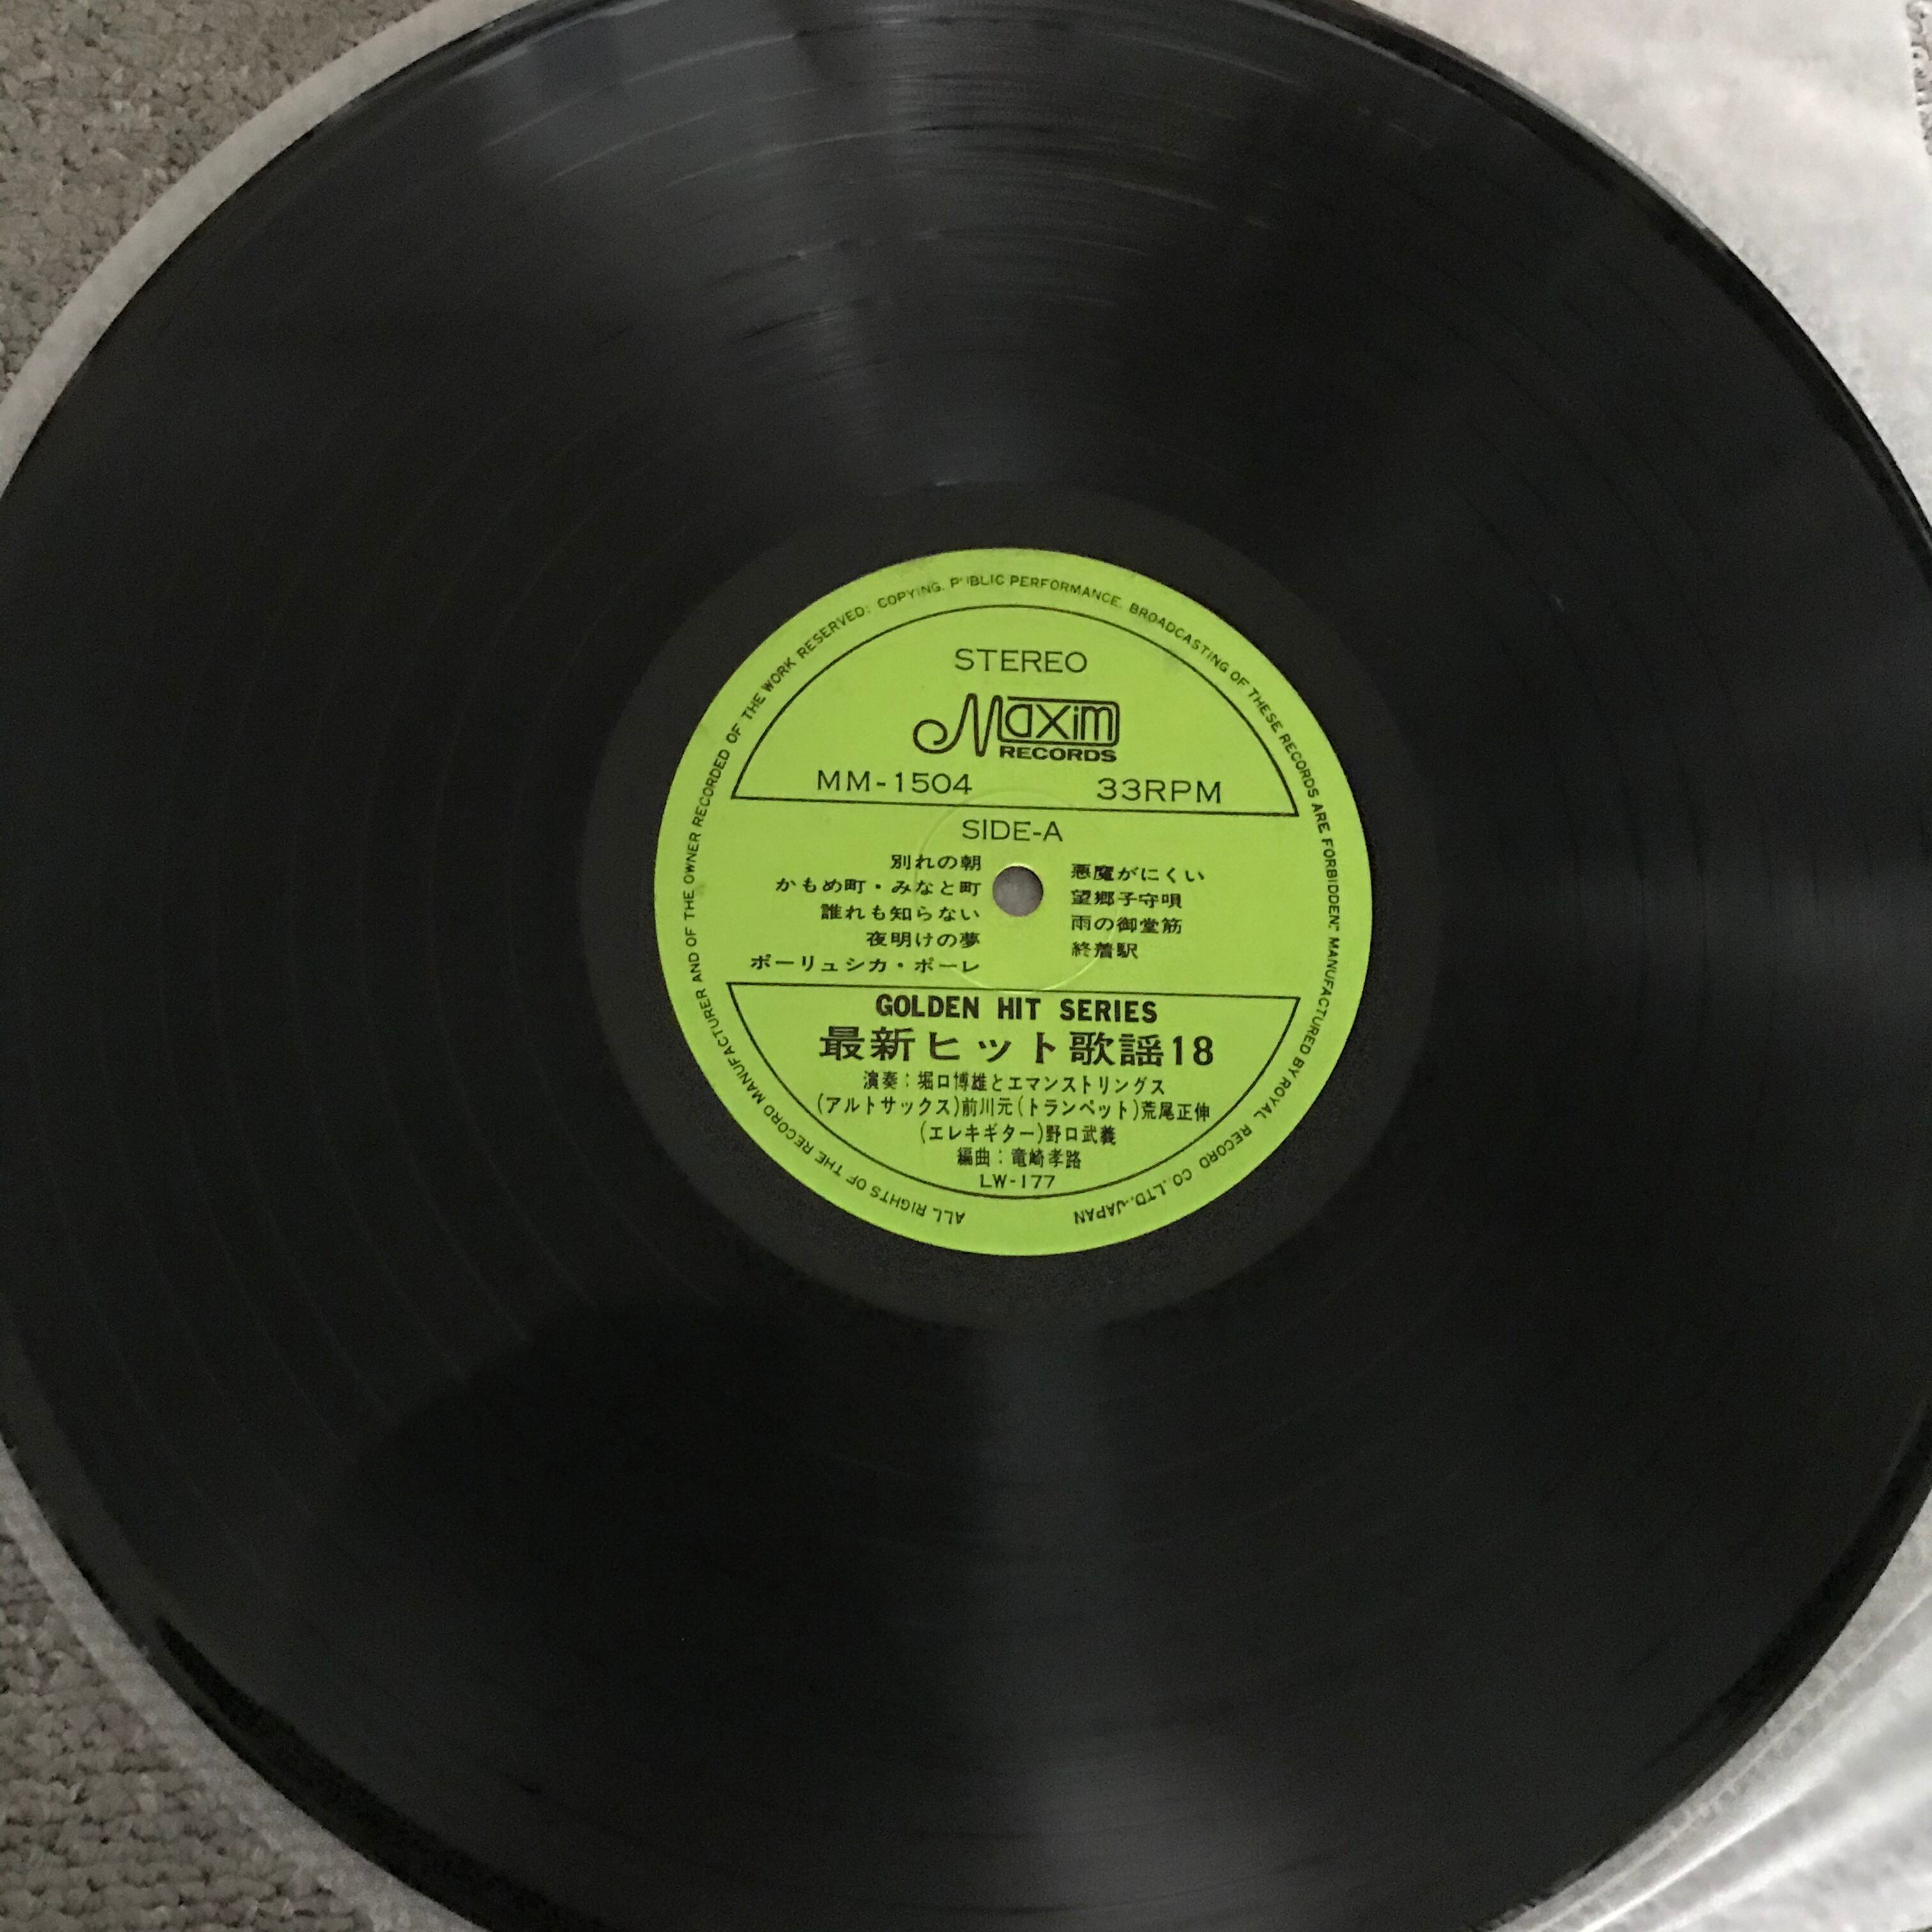 STEREO
Maxim
RECORDS
MM-1504 33RPM
SIDE-A
別れの朝
かもめ町・みなと町
誰れも知らない
夜明けの夢
ポーリュシカ・ポーレ
悪魔がにくい
望郷子守唄
雨の御堂筋
終着駅
GOLDEN HIT SERIES
最新ヒット歌謡18
演奏:堀口博雄とエマンストリングス
(アルトサックス)前川元(トランペット)荒尾正伸
(エレキギター)野口武義
編曲:竜崎孝路
LW-177
ALL RIGHTS OF THE RECORD MANUFACTURER AND OF THE OWNER RECORDED OF THE WORK RESERVED: COPYING. PUBLIC PERFORMANCE. BROADCASTING OF THESE RECORDS ARE FORBIDDEN." MANUFACTURED BY ROYAL RECORD CO.,LTD.,JAPAN